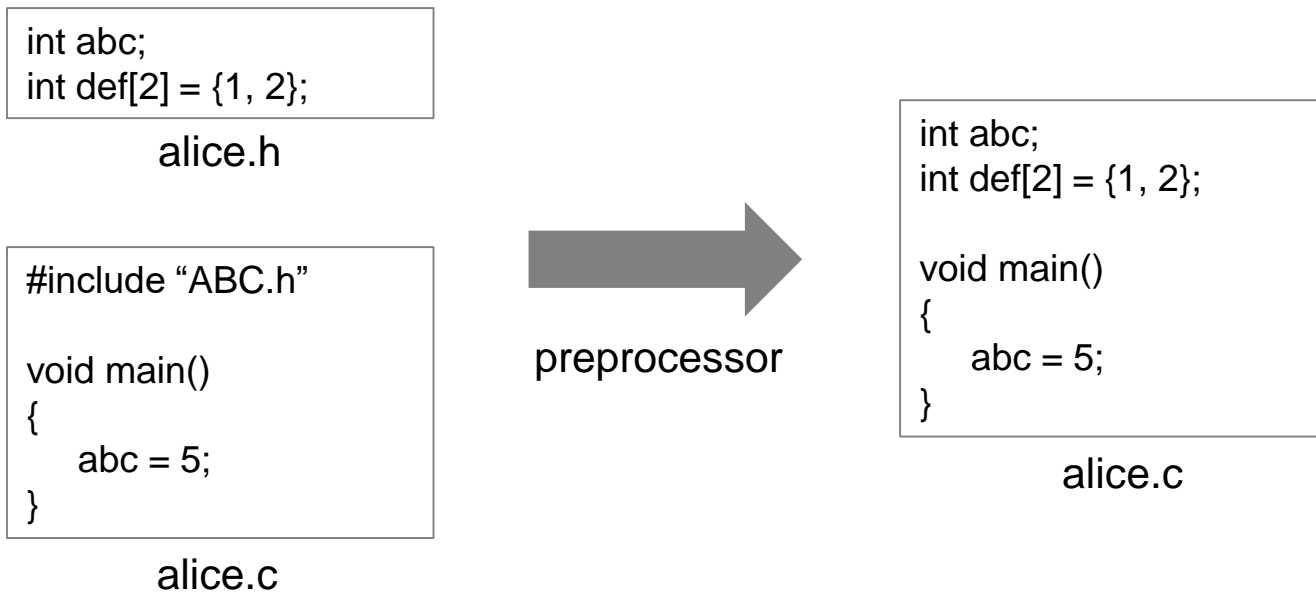 int abc;
int def[2] = {1, 2};
alice.h
#include “ABC.h”
void main()
{
abc = 5;
}
alice.c
preprocessor
int abc;
int def[2] = {1, 2};
void main()
{
abc = 5;
}
alice.c